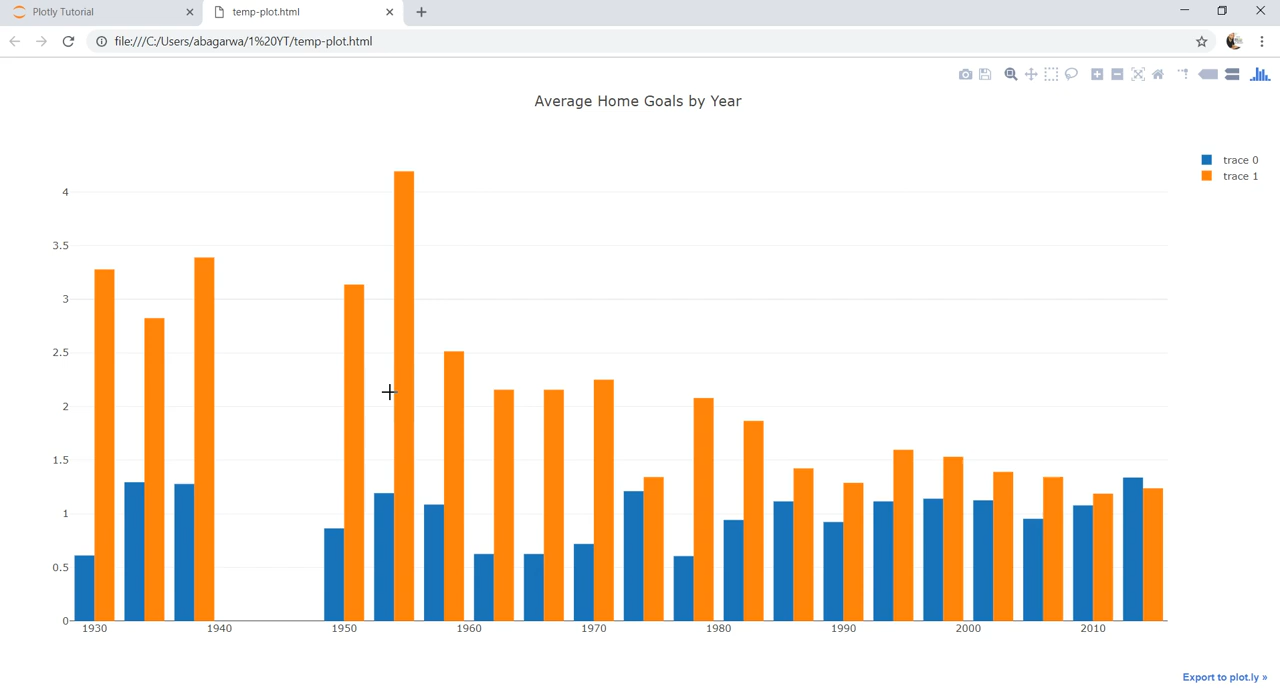 Plotly Tutorial
temp-plot.html
file:///C:/Users/abagarwa/1%20YT/temp-plot.html
Average Home Goals by Year
trace 0
trace 1
4
3.5
3
2.5
2
1.5
1
0.5
0
1930 1940 1950 1960 1970 1980 1990 2000 2010
Export to plot.ly »